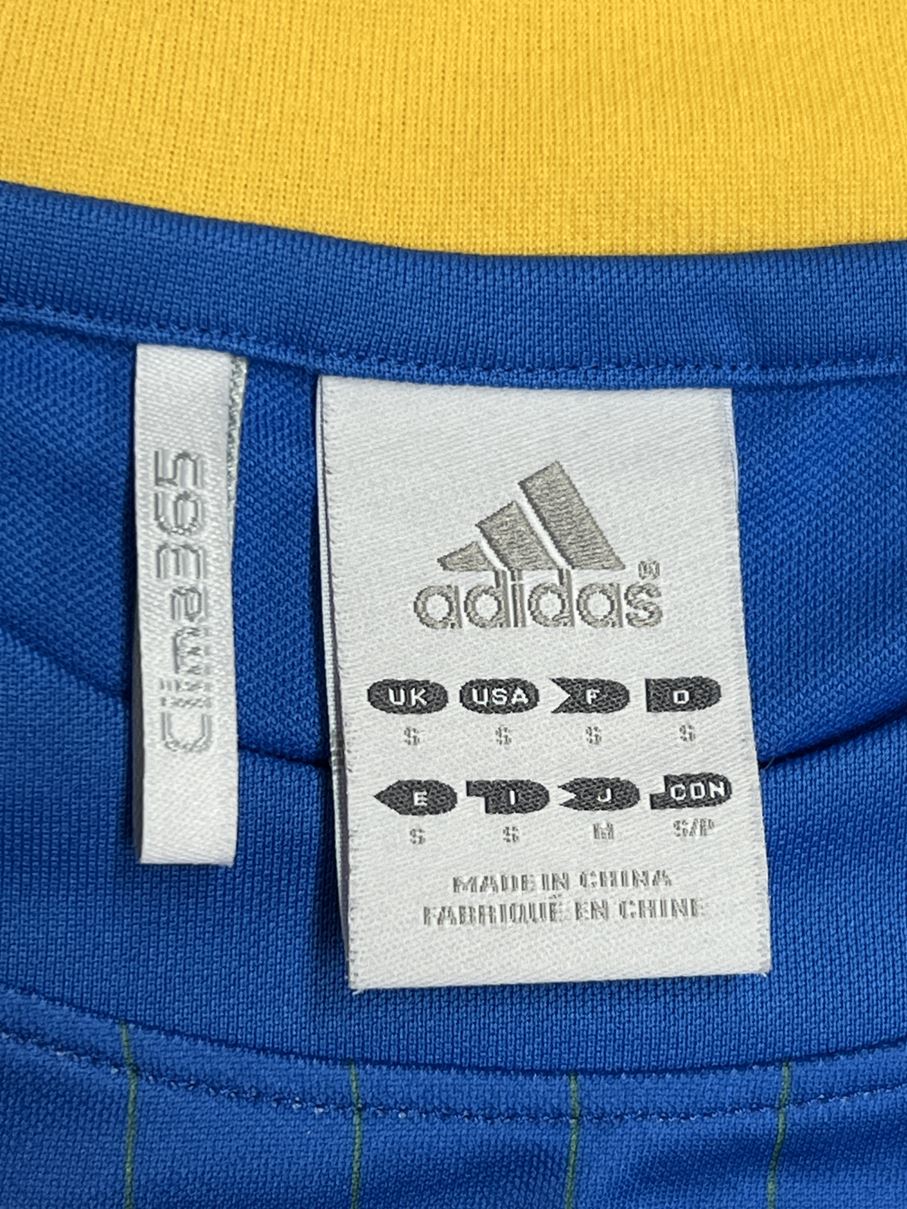 Clima365
adidas®
UK USA F D
S S S S
E I J CDN
S S M S/P
MADE IN CHINA
FABRIQUÉ EN CHINE